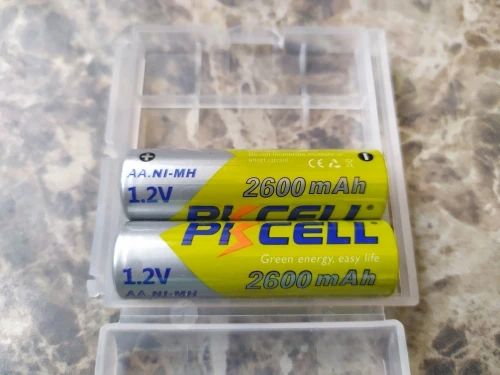 AA.NI-MH
1.2V
2600 mAh
PKCELL
PKCELL
Green energy, easy life
1.2V
2600 mAh
AA.NI-MH